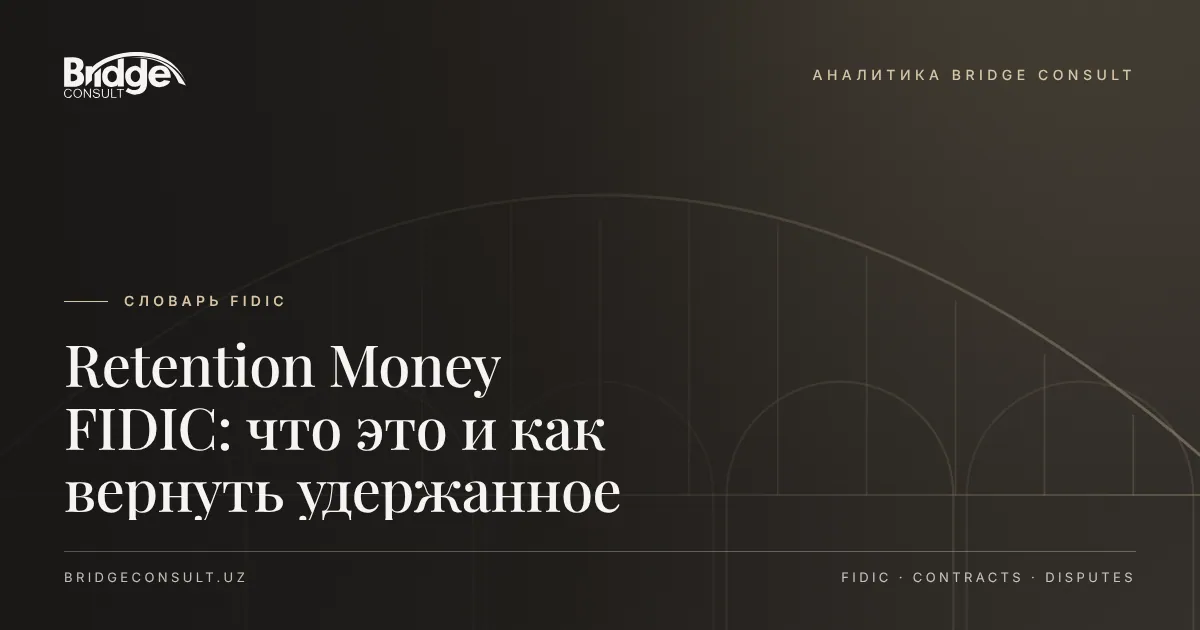 Bridge
CONSULT
АНАЛИТИКА BRIDGE CONSULT
СЛОВАРЬ FIDIC
Retention Money
FIDIC: что это и как
вернуть удержанное
BRIDGECONSULT.UZ
FIDIC · CONTRACTS · DISPUTES